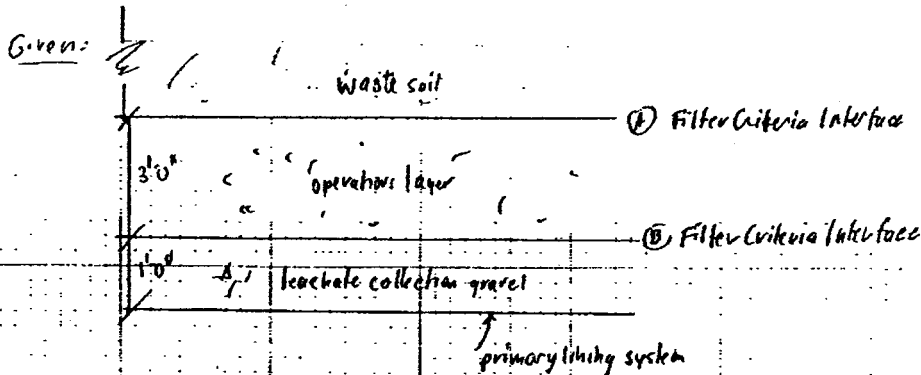 Given:
waste soil
Ⓐ Filter Criteria Interface
3'-0"
operations layer
Ⓑ Filter Criteria Interface
1'-0"
leachate collection gravel
primary lining system